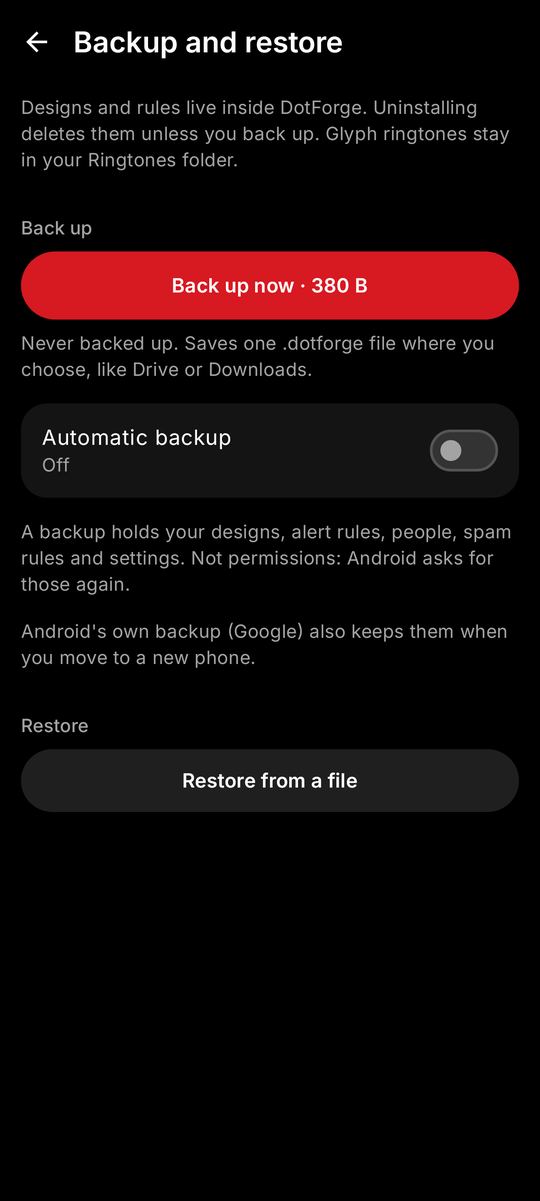 Backup and restore
Designs and rules live inside DotForge. Uninstalling
deletes them unless you back up. Glyph ringtones stay
in your Ringtones folder.
Back up
Back up now · 380 B
Never backed up. Saves one .dotforge file where you
choose, like Drive or Downloads.
Automatic backup
Off
A backup holds your designs, alert rules, people, spam
rules and settings. Not permissions: Android asks for
those again.
Android's own backup (Google) also keeps them when
you move to a new phone.
Restore
Restore from a file